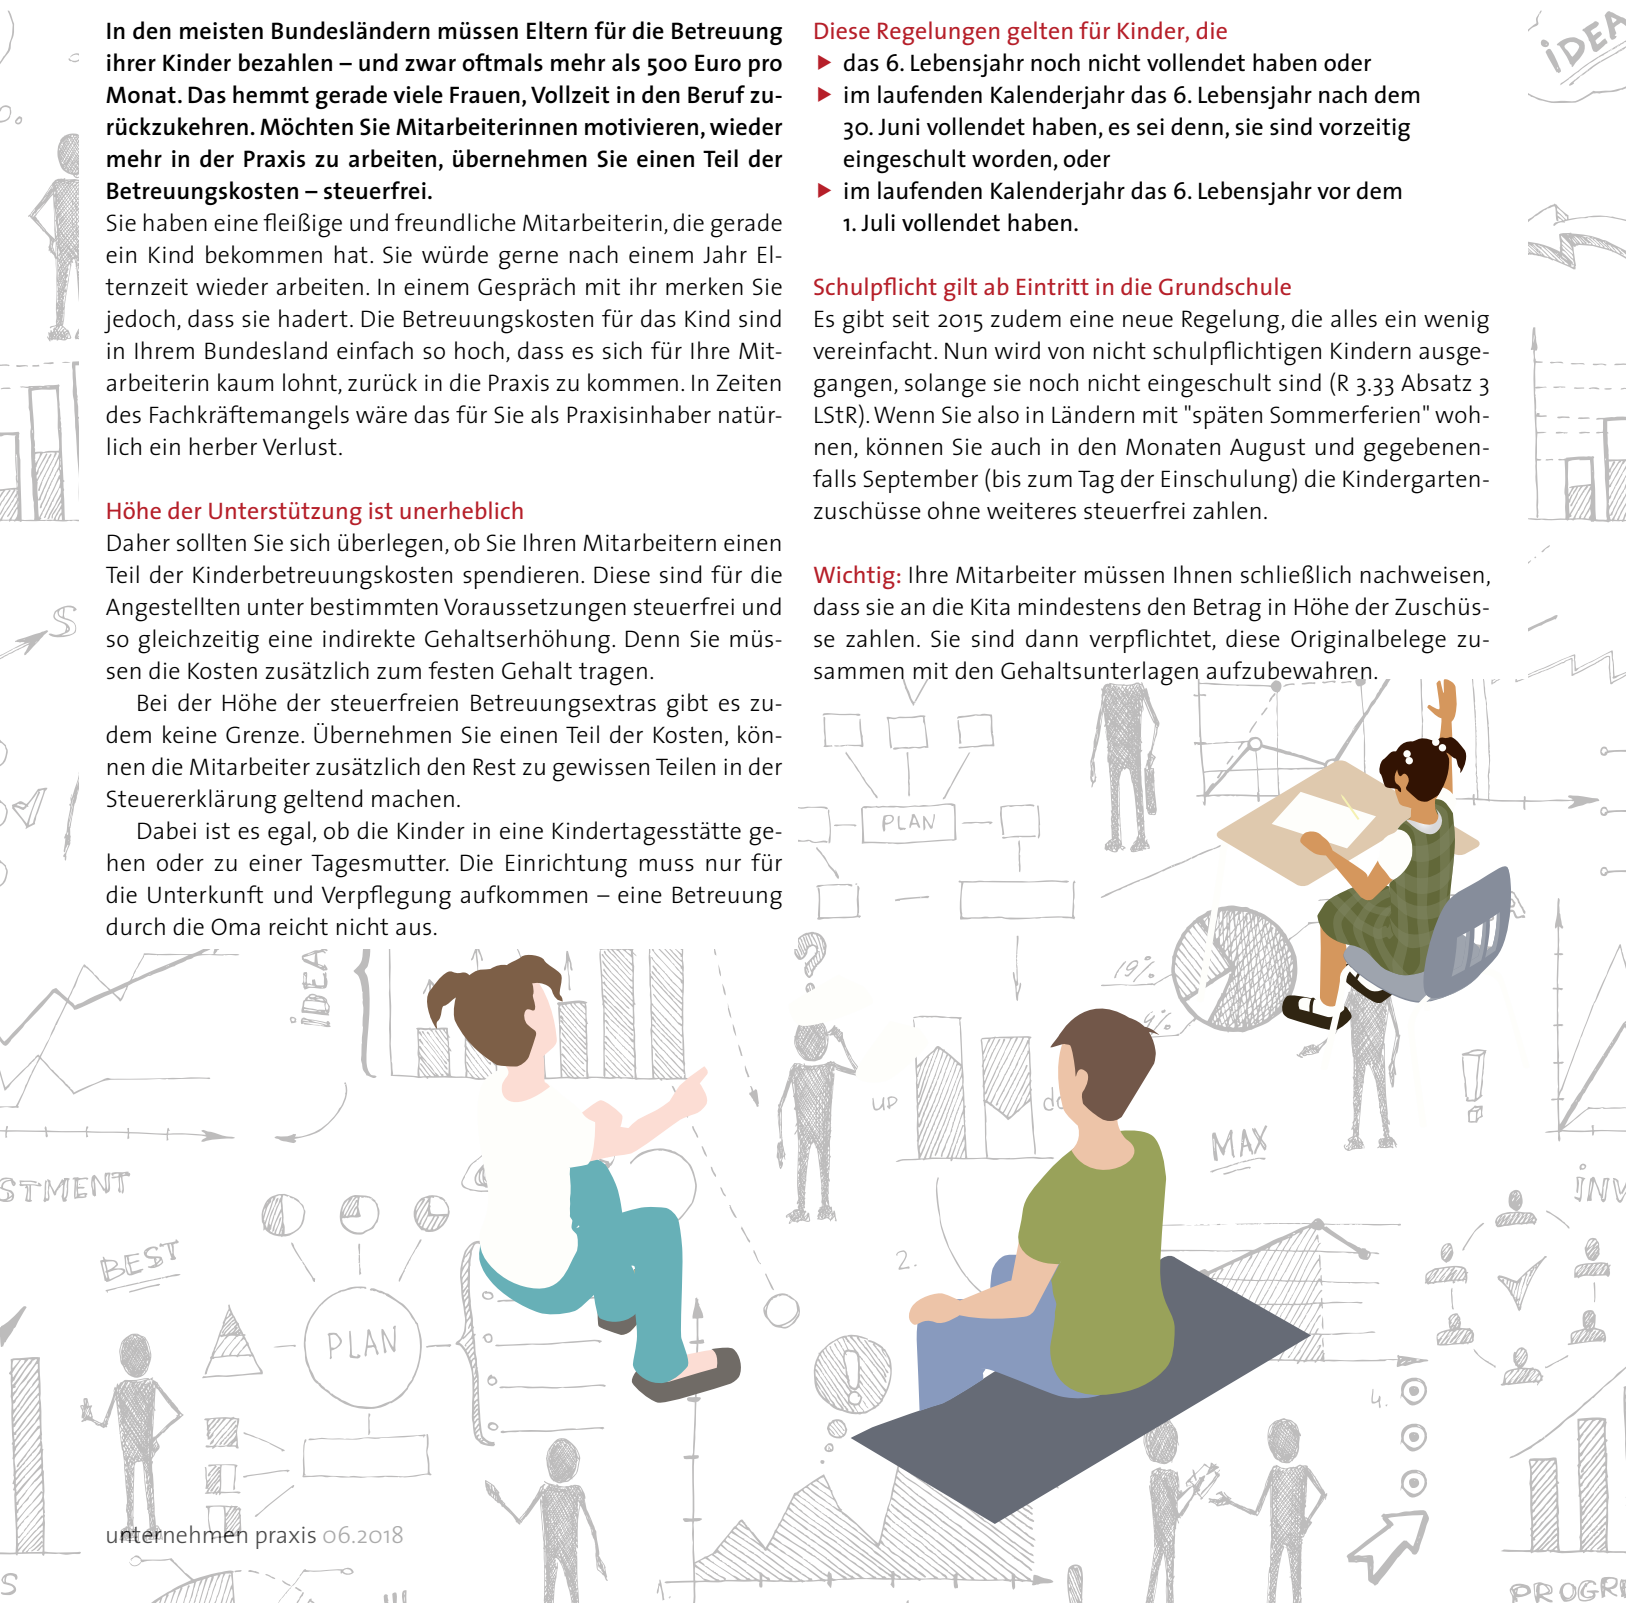 In den meisten Bundesländern müssen Eltern für die Betreuung
ihrer Kinder bezahlen – und zwar oftmals mehr als 500 Euro pro
Monat. Das hemmt gerade viele Frauen, Vollzeit in den Beruf zu-
rückzukehren. Möchten Sie Mitarbeiterinnen motivieren, wieder
mehr in der Praxis zu arbeiten, übernehmen Sie einen Teil der
Betreuungskosten – steuerfrei.
Sie haben eine fleißige und freundliche Mitarbeiterin, die gerade
ein Kind bekommen hat. Sie würde gerne nach einem Jahr El-
ternzeit wieder arbeiten. In einem Gespräch mit ihr merken Sie
jedoch, dass sie hadert. Die Betreuungskosten für das Kind sind
in Ihrem Bundesland einfach so hoch, dass es sich für Ihre Mit-
arbeiterin kaum lohnt, zurück in die Praxis zu kommen. In Zeiten
des Fachkräftemangels wäre das für Sie als Praxisinhaber natür-
lich ein herber Verlust.
Höhe der Unterstützung ist unerheblich
Daher sollten Sie sich überlegen, ob Sie Ihren Mitarbeitern einen
Teil der Kinderbetreuungskosten spendieren. Diese sind für die
Angestellten unter bestimmten Voraussetzungen steuerfrei und
so gleichzeitig eine indirekte Gehaltserhöhung. Denn Sie müs-
sen die Kosten zusätzlich zum festen Gehalt tragen.
Bei der Höhe der steuerfreien Betreuungsextras gibt es zu-
dem keine Grenze. Übernehmen Sie einen Teil der Kosten, kön-
nen die Mitarbeiter zusätzlich den Rest zu gewissen Teilen in der
Steuererklärung geltend machen.
Dabei ist es egal, ob die Kinder in eine Kindertagesstätte ge-
hen oder zu einer Tagesmutter. Die Einrichtung muss nur für
die Unterkunft und Verpflegung aufkommen – eine Betreuung
durch die Oma reicht nicht aus.
Diese Regelungen gelten für Kinder, die
▶ das 6. Lebensjahr noch nicht vollendet haben oder
▶ im laufenden Kalenderjahr das 6. Lebensjahr nach dem
30. Juni vollendet haben, es sei denn, sie sind vorzeitig
eingeschult worden, oder
▶ im laufenden Kalenderjahr das 6. Lebensjahr vor dem
1. Juli vollendet haben.
Schulpflicht gilt ab Eintritt in die Grundschule
Es gibt seit 2015 zudem eine neue Regelung, die alles ein wenig
vereinfacht. Nun wird von nicht schulpflichtigen Kindern ausge-
gangen, solange sie noch nicht eingeschult sind (R 3.33 Absatz 3
LStR). Wenn Sie also in Ländern mit "späten Sommerferien" woh-
nen, können Sie auch in den Monaten August und gegebenen-
falls September (bis zum Tag der Einschulung) die Kindergarten-
zuschüsse ohne weiteres steuerfrei zahlen.
Wichtig: Ihre Mitarbeiter müssen Ihnen schließlich nachweisen,
dass sie an die Kita mindestens den Betrag in Höhe der Zuschüs-
se zahlen. Sie sind dann verpflichtet, diese Originalbelege zu-
sammen mit den Gehaltsunterlagen aufzubewahren.
iDEA
PLAN
iDEA
19%
UP
MAX
STMENT
BEST
PLAN
2.
iNV
4.
1.
unternehmen praxis 06.2018
S
PROGR